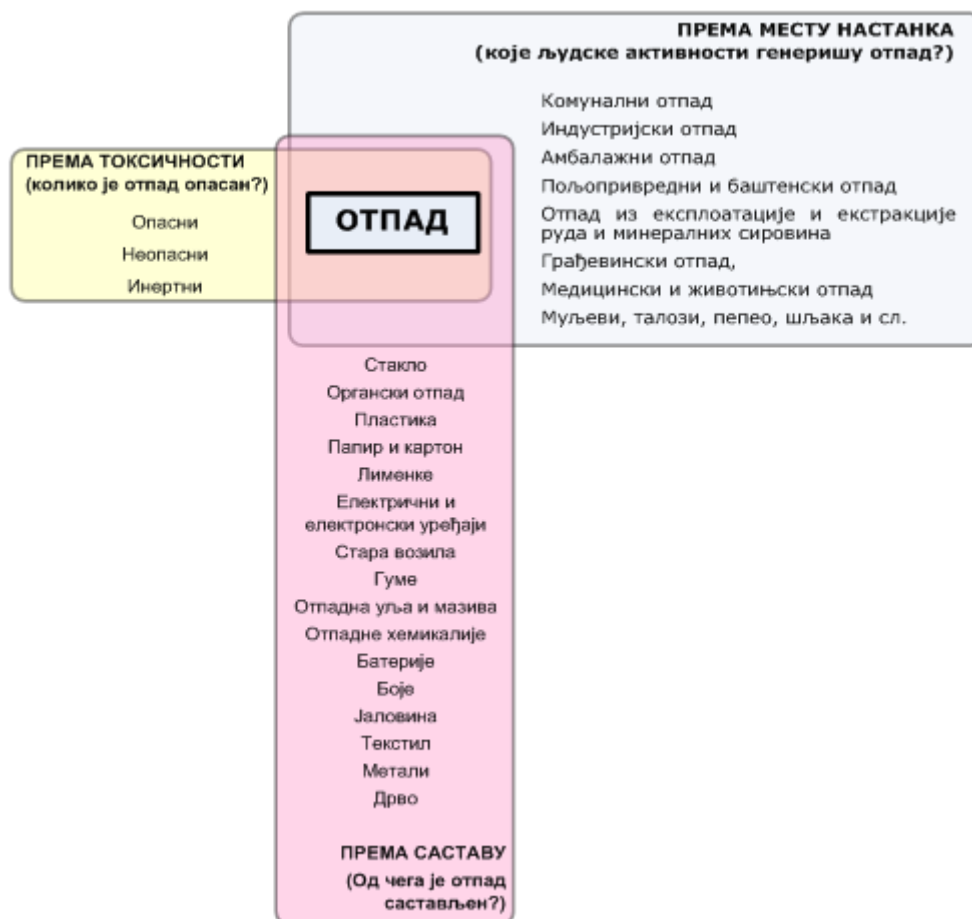 ПРЕМА МЕСТУ НАСТАНКА
(које људске активности генеришу отпад?)
Комунални отпад
Индустријски отпад
Амбалажни отпад
Пољопривредни и баштенски отпад
Отпад из експлоатације и екстракције
руда и минералних сировина
Грађевински отпад,
Медицински и животињски отпад
Муљеви, талози, пепео, шљака и сл.
ПРЕМА ТОКСИЧНОСТИ
(колико је отпад опасан?)
Опасни
Неопасни
Инертни
ОТПАД
Стакло
Органски отпад
Пластика
Папир и картон
Лименке
Електрични и
електронски уређаји
Стара возила
Гуме
Отпадна уља и мазива
Отпадне хемикалије
Батерије
Боје
Јаловина
Текстил
Метали
Дрво
ПРЕМА САСТАВУ
(Од чега је отпад
састављен?)